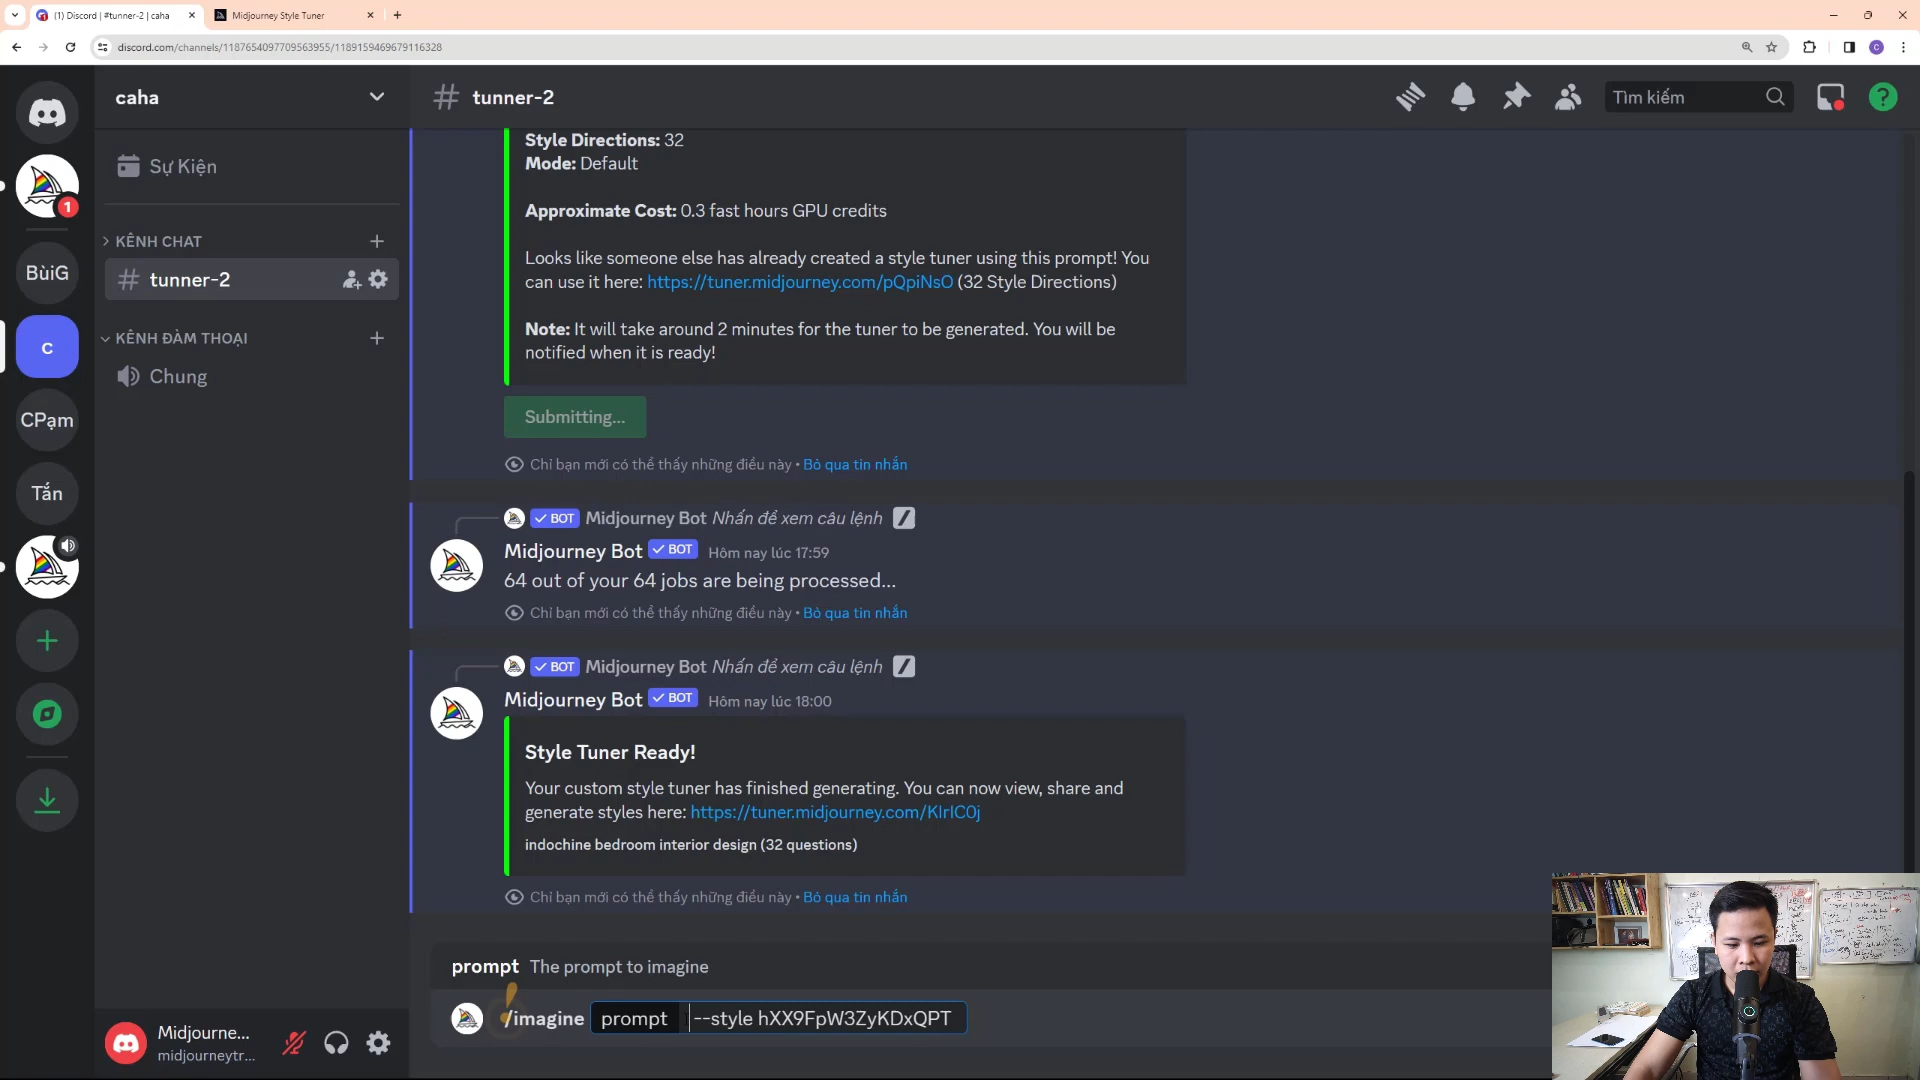 (1) Discord | #tunner-2 | caha
Midjourney Style Tuner
discord.com/channels/1187654097709563955/1189159469679116328
C
caha
tunner-2
Tìm kiếm
Sự Kiện
1
KÊNH CHAT
BùiG
tunner-2
KÊNH ĐÀM THOẠI
C
Chung
CPạm
Tắn
Style Directions: 32
Mode: Default
Approximate Cost: 0.3 fast hours GPU credits
Looks like someone else has already created a style tuner using this prompt! You
can use it here: https://tuner.midjourney.com/pQpiNsO (32 Style Directions)
Note: It will take around 2 minutes for the tuner to be generated. You will be
notified when it is ready!
Submitting...
Chỉ bạn mới có thể thấy những điều này • Bỏ qua tin nhắn
BOT Midjourney Bot Nhấn để xem câu lệnh
Midjourney Bot BOT Hôm nay lúc 17:59
64 out of your 64 jobs are being processed...
Chỉ bạn mới có thể thấy những điều này • Bỏ qua tin nhắn
BOT Midjourney Bot Nhấn để xem câu lệnh
Midjourney Bot BOT Hôm nay lúc 18:00
Style Tuner Ready!
Your custom style tuner has finished generating. You can now view, share and
generate styles here: https://tuner.midjourney.com/KIrIC0j
indochine bedroom interior design (32 questions)
Chỉ bạn mới có thể thấy những điều này • Bỏ qua tin nhắn
prompt The prompt to imagine
/imagine prompt --style hXX9FpW3ZyKDxQPT
Midjourne...
midjourneytr...